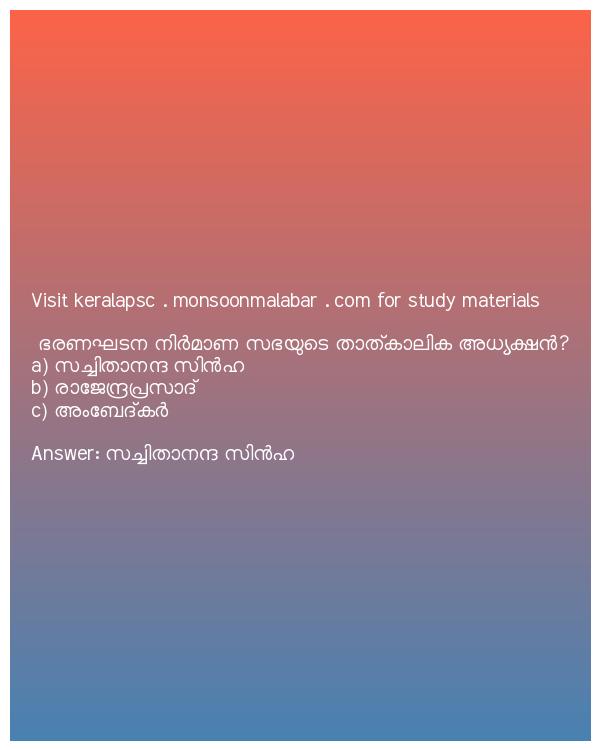 Visit keralapsc . monsoonmalabar . com for study materials
ഭരണഘടന നിർമാണ സഭയുടെ താത്കാലിക അധ്യക്ഷൻ?
a) സച്ചിതാനന്ദ സിൻഹ
b) രാജേന്ദ്രപ്രസാദ്
c) അംബേദ്കർ
Answer: സച്ചിതാനന്ദ സിൻഹ